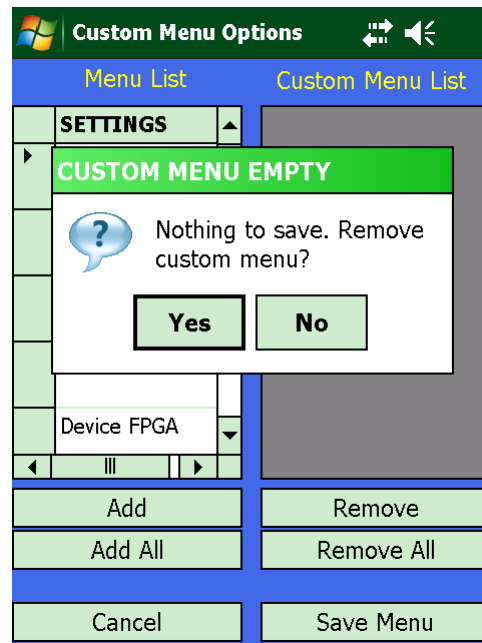 Custom Menu Options
Menu List
Custom Menu List
SETTINGS
CUSTOM MENU EMPTY
Nothing to save. Remove
custom menu?
Yes
No
Device FPGA
Add
Remove
Add All
Remove All
Cancel
Save Menu